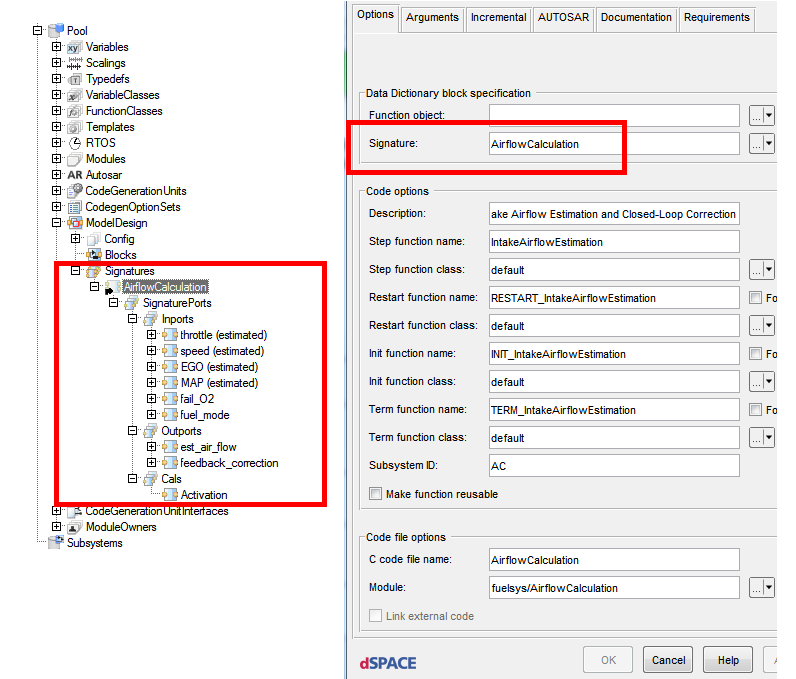 Pool
Variables
Scalings
Typedefs
VariableClasses
FunctionClasses
Templates
RTOS
Modules
AR Autosar
CodeGenerationUnits
CodegenOptionSets
ModelDesign
Config
Blocks
Signatures
AirflowCalculation
SignaturePorts
Inports
throttle (estimated)
speed (estimated)
EGO (estimated)
MAP (estimated)
fail_O2
fuel_mode
Outports
est_air_flow
feedback_correction
Cals
Activation
CodeGenerationUnitInterfaces
ModuleOwners
Subsystems
Options Arguments Incremental AUTOSAR Documentation Requirements
Data Dictionary block specification
Function object: ...
Signature: AirflowCalculation ...
Code options
Description: ake Airflow Estimation and Closed-Loop Correction
Step function name: IntakeAirflowEstimation
Step function class: default ...
Restart function name: RESTART_IntakeAirflowEstimation Fo
Restart function class: default ...
Init function name: INIT_IntakeAirflowEstimation Fo
Init function class: default ...
Term function name: TERM_IntakeAirflowEstimation Fo
Term function class: default ...
Subsystem ID: AC
Make function reusable
Code file options
C code file name: AirflowCalculation
Module: fuelsys/AirflowCalculation ...
Link external code
dSPACE OK Cancel Help